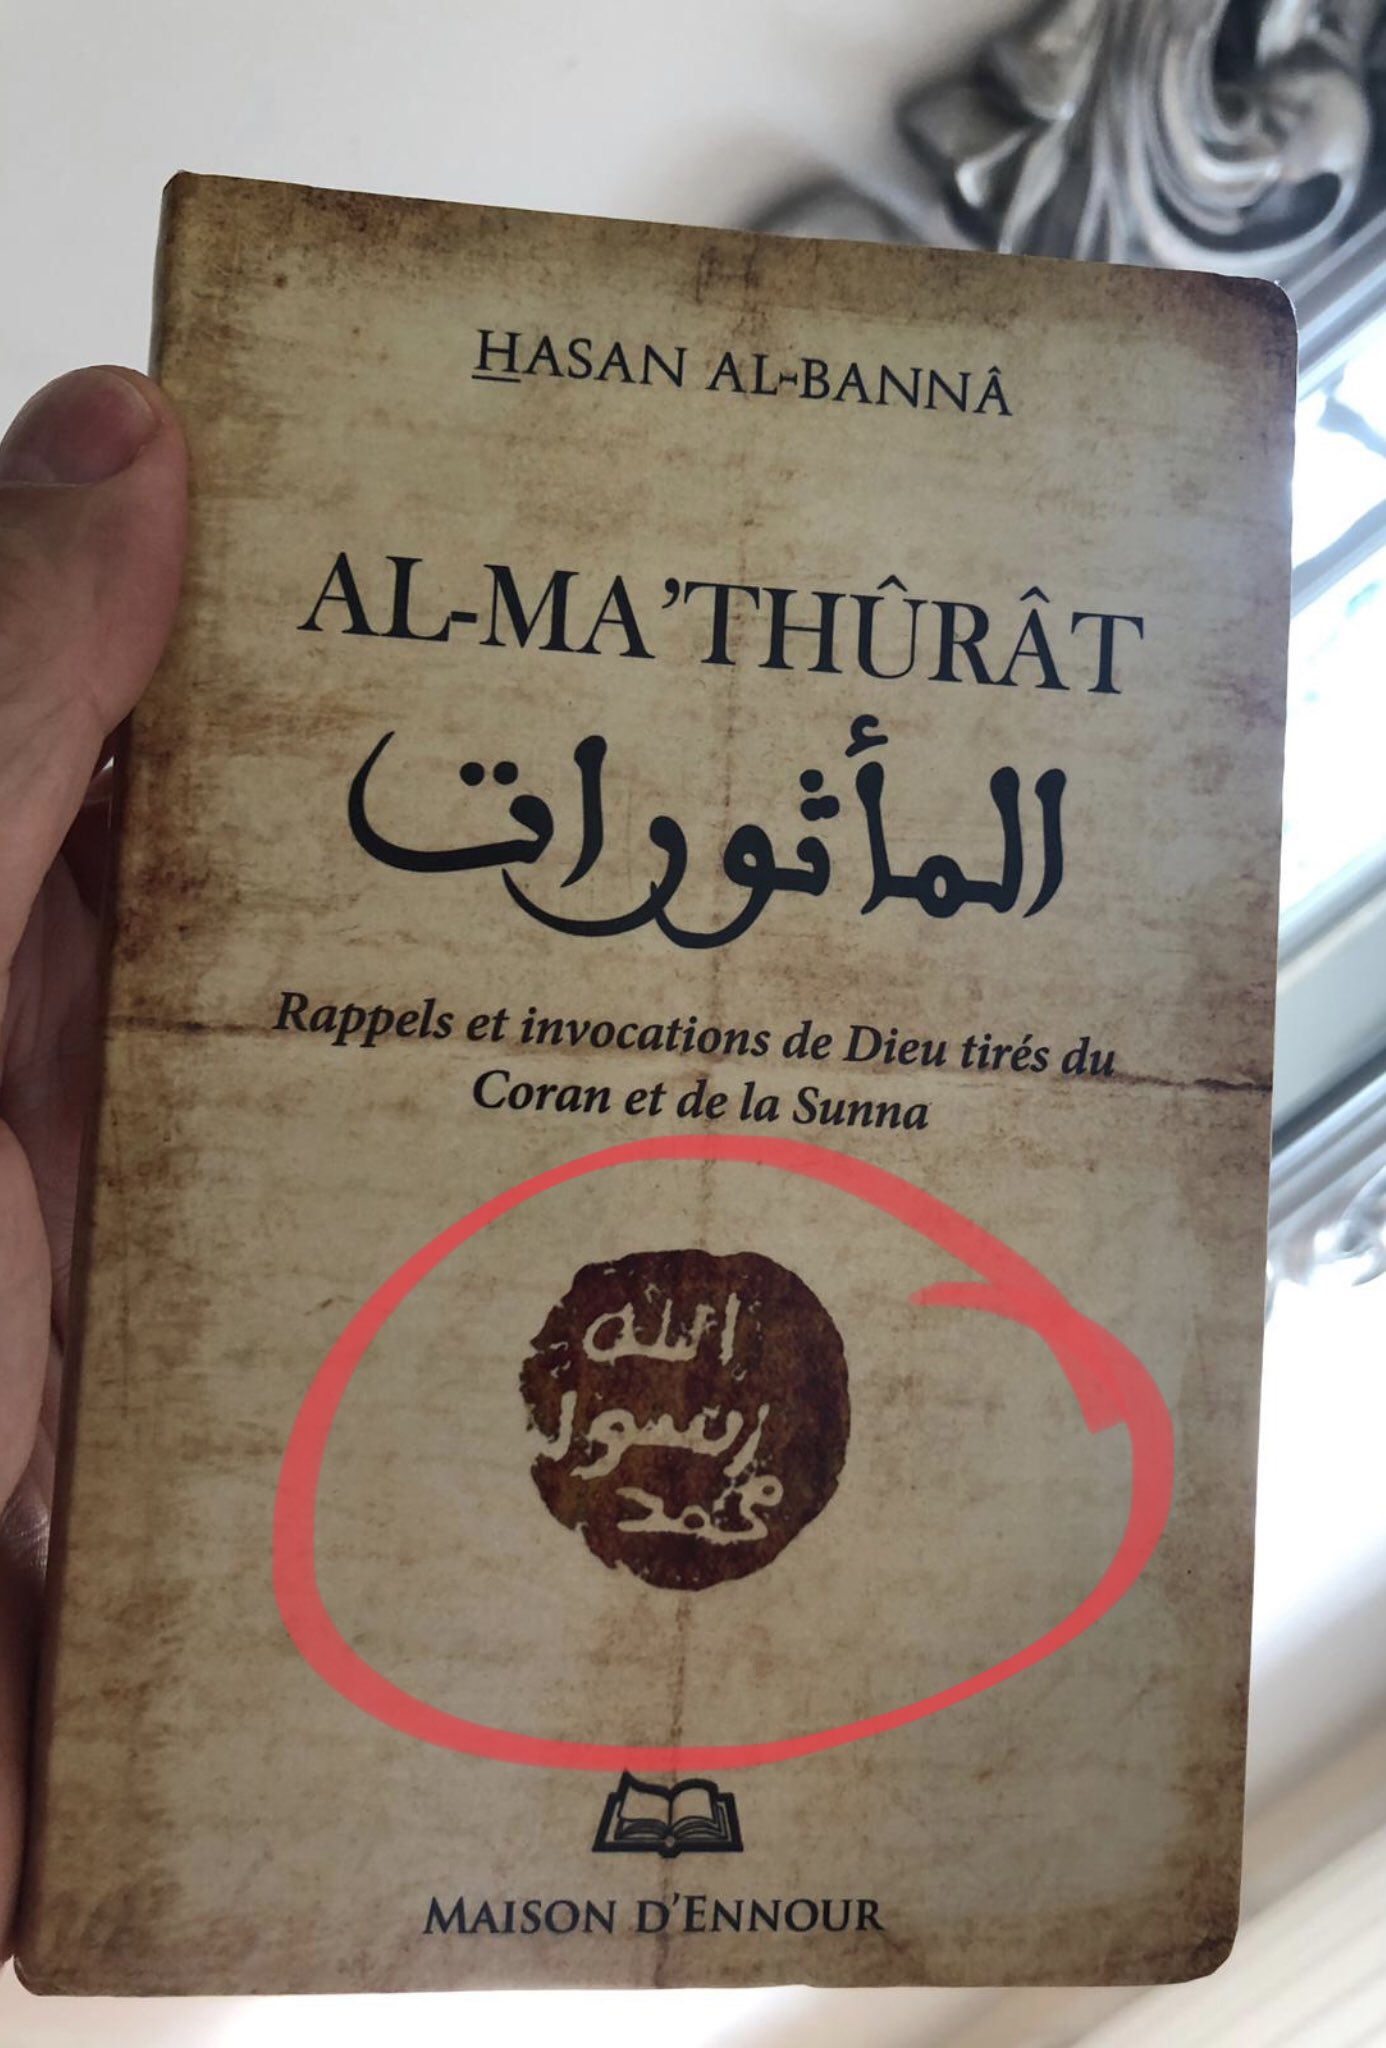 HASAN AL-BANNÂ
AL-MA’THÛRÂT
المأثورات
Rappels et invocations de Dieu tirés du
Coran et de la Sunna
الله
رسول
محمد
MAISON D’ENNOUR